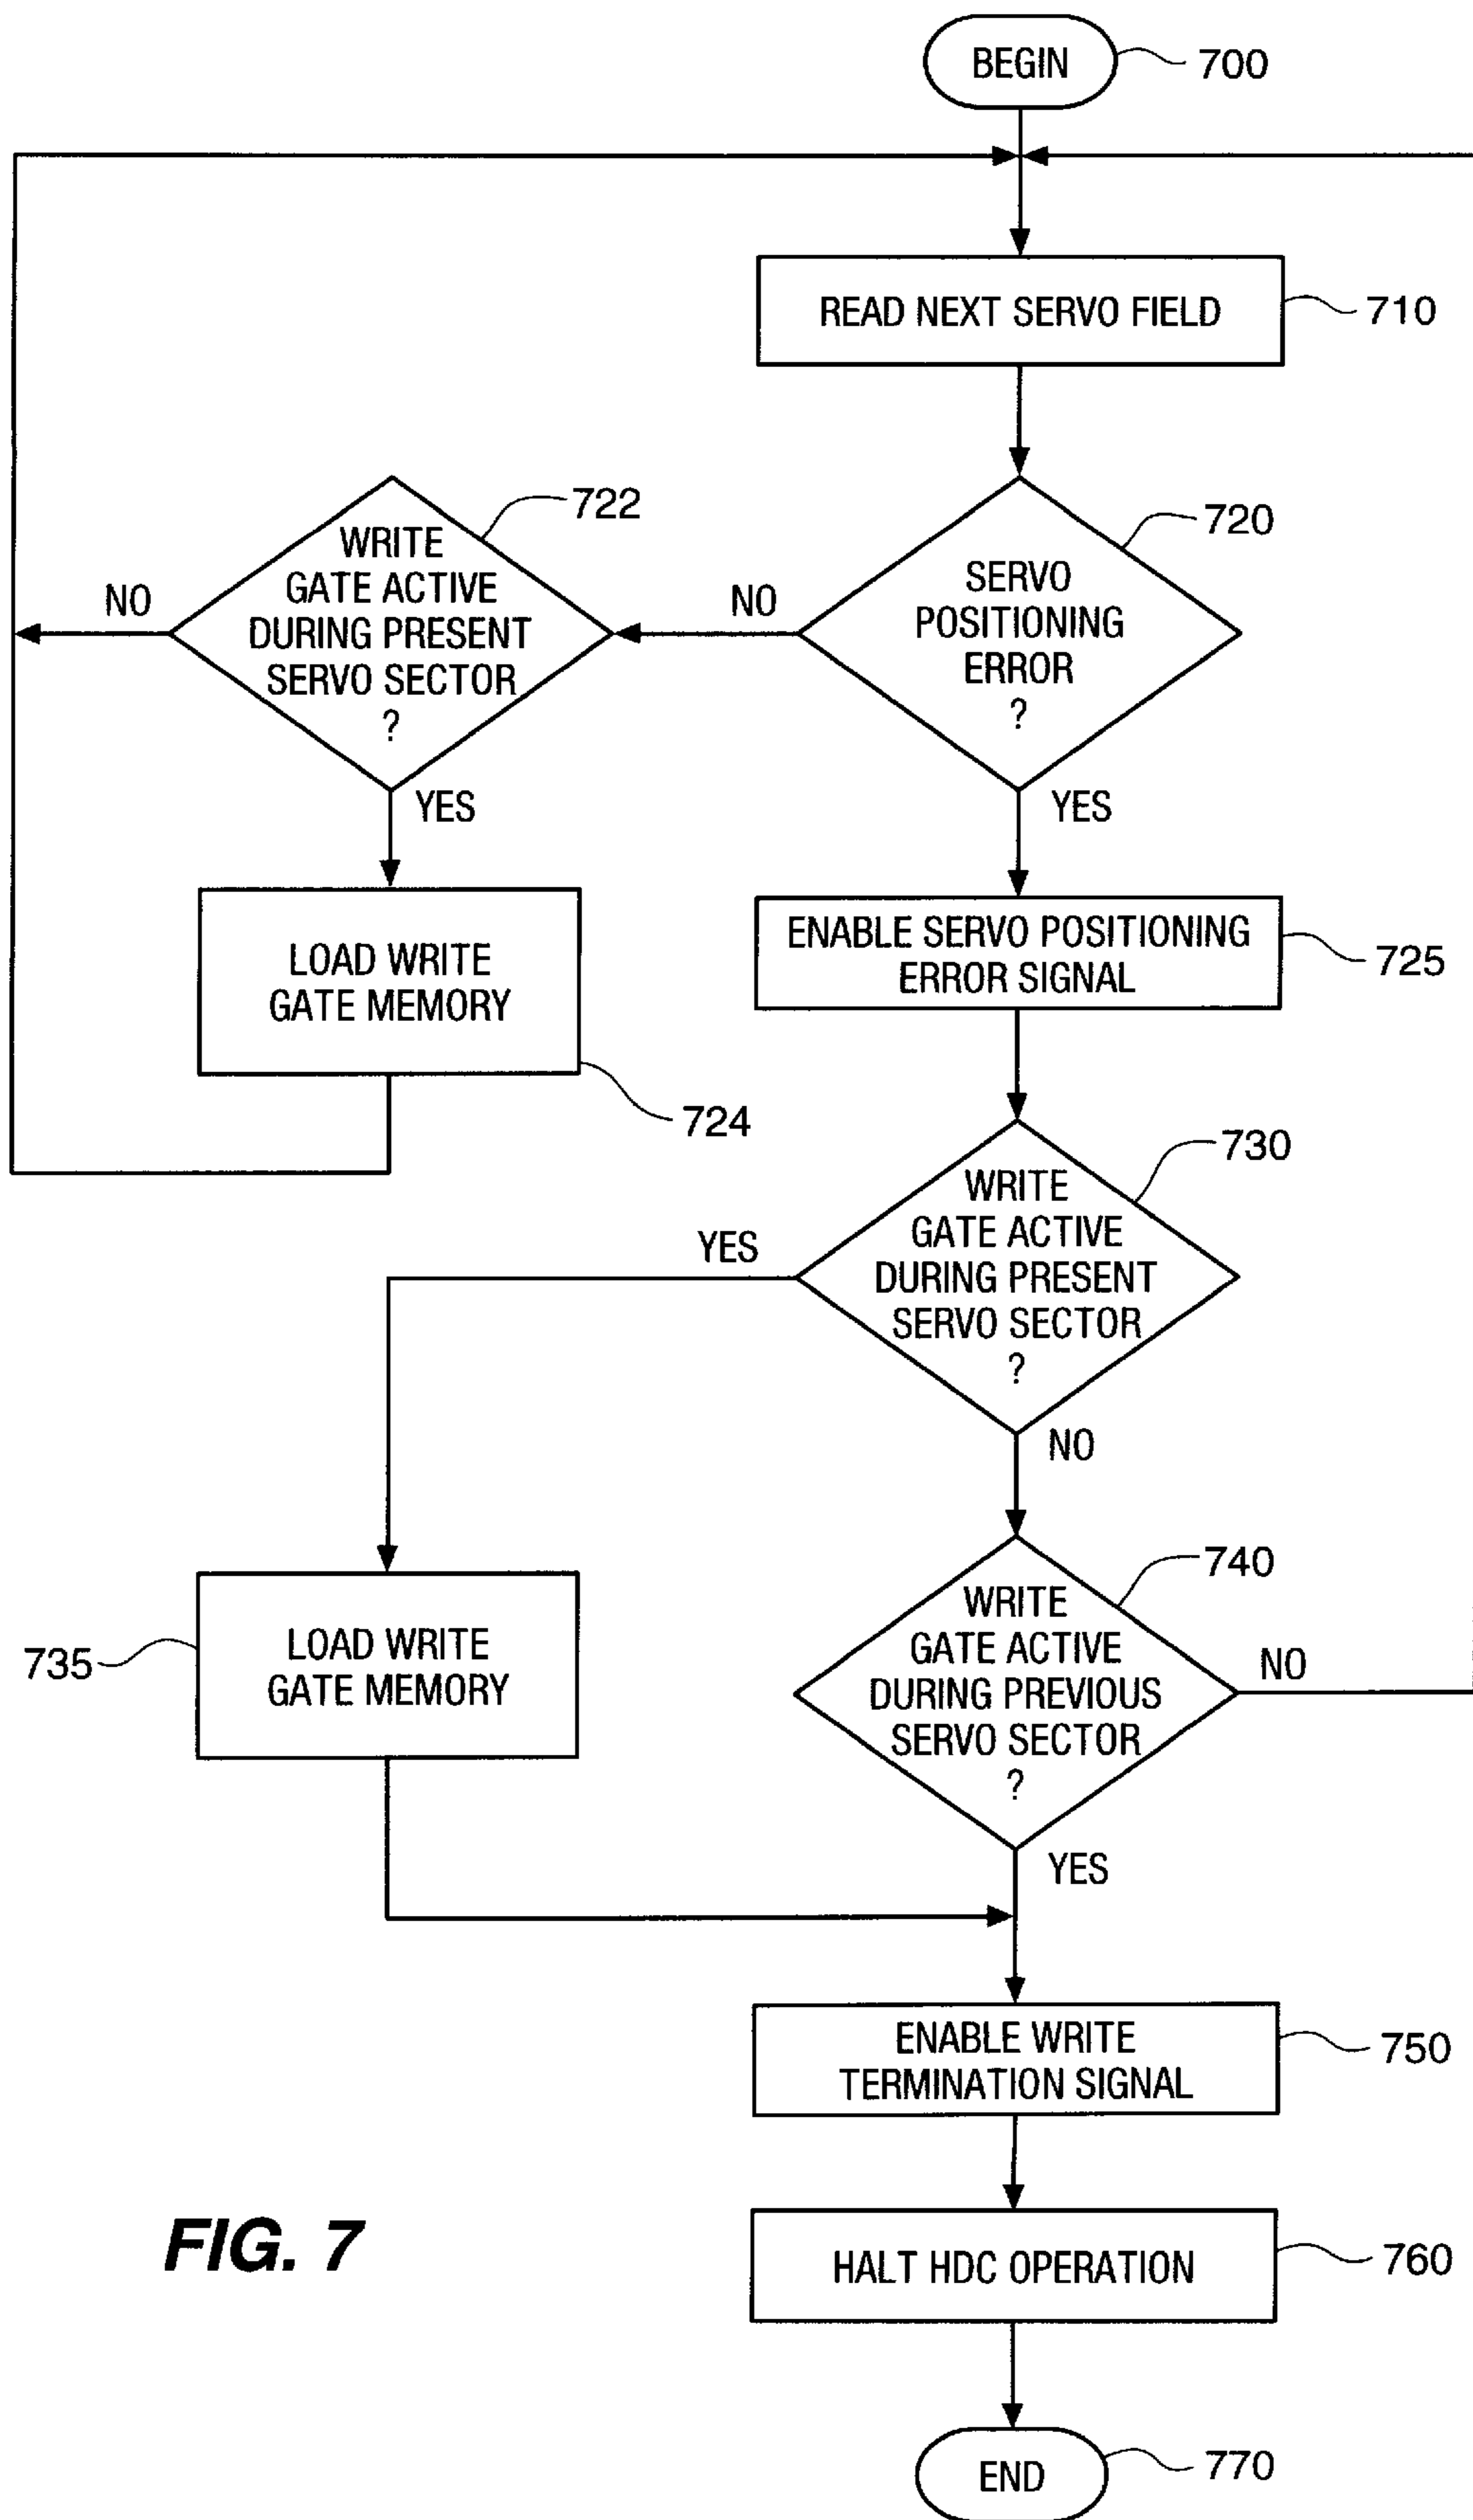 BEGIN
700
READ NEXT SERVO FIELD
710
722
WRITE
GATE ACTIVE
DURING PRESENT
SERVO SECTOR
?
NO
YES
720
SERVO
POSITIONING
ERROR
?
NO
YES
LOAD WRITE
GATE MEMORY
724
ENABLE SERVO POSITIONING
ERROR SIGNAL
725
730
WRITE
GATE ACTIVE
DURING PRESENT
SERVO SECTOR
?
YES
NO
735
LOAD WRITE
GATE MEMORY
740
WRITE
GATE ACTIVE
DURING PREVIOUS
SERVO SECTOR
?
NO
YES
ENABLE WRITE
TERMINATION SIGNAL
750
FIG. 7
HALT HDC OPERATION
760
END
770